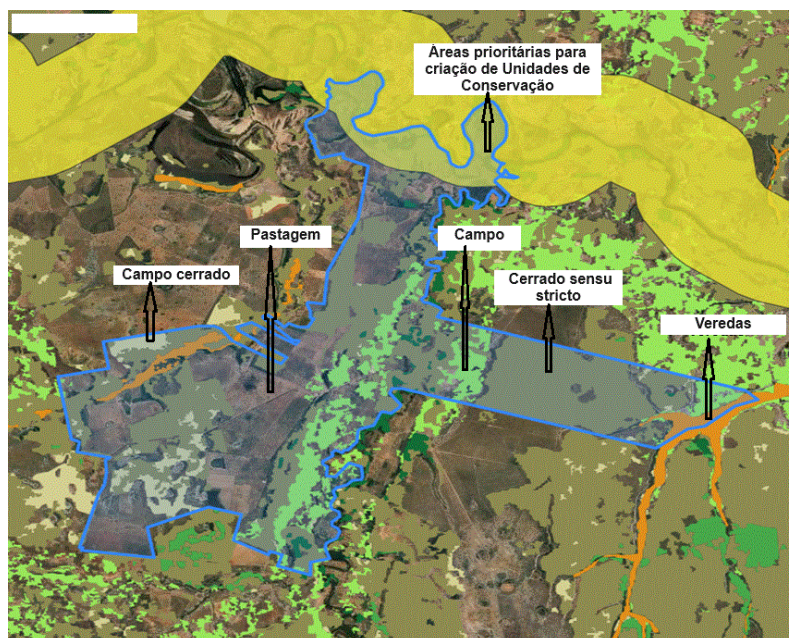 Áreas prioritárias para
criação de Unidades de
Conservação
Pastagem
Campo
Campo cerrado
Cerrado sensu
stricto
Veredas